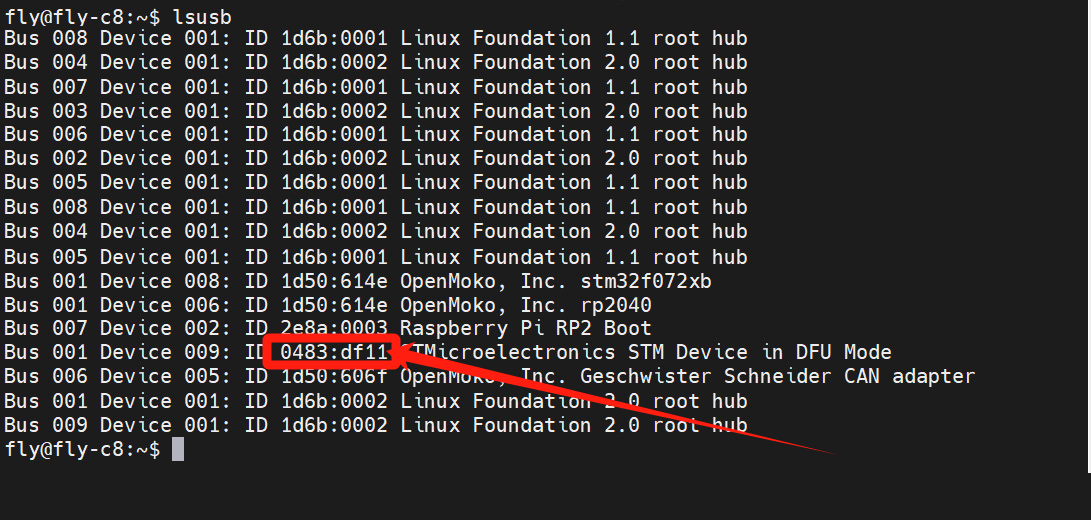 fly@fly-c8:~$ lsusb
Bus 008 Device 001: ID 1d6b:0001 Linux Foundation 1.1 root hub
Bus 004 Device 001: ID 1d6b:0002 Linux Foundation 2.0 root hub
Bus 007 Device 001: ID 1d6b:0001 Linux Foundation 1.1 root hub
Bus 003 Device 001: ID 1d6b:0002 Linux Foundation 2.0 root hub
Bus 006 Device 001: ID 1d6b:0001 Linux Foundation 1.1 root hub
Bus 002 Device 001: ID 1d6b:0002 Linux Foundation 2.0 root hub
Bus 005 Device 001: ID 1d6b:0001 Linux Foundation 1.1 root hub
Bus 008 Device 001: ID 1d6b:0001 Linux Foundation 1.1 root hub
Bus 004 Device 001: ID 1d6b:0002 Linux Foundation 2.0 root hub
Bus 005 Device 001: ID 1d6b:0001 Linux Foundation 1.1 root hub
Bus 001 Device 008: ID 1d50:614e OpenMoko, Inc. stm32f072xb
Bus 001 Device 006: ID 1d50:614e OpenMoko, Inc. rp2040
Bus 007 Device 002: ID 2e8a:0003 Raspberry Pi RP2 Boot
Bus 001 Device 009: ID 0483:df11 STMicroelectronics STM Device in DFU Mode
Bus 006 Device 005: ID 1d50:606f OpenMoko, Inc. Geschwister Schneider CAN adapter
Bus 001 Device 001: ID 1d6b:0002 Linux Foundation 2.0 root hub
Bus 009 Device 001: ID 1d6b:0002 Linux Foundation 2.0 root hub
fly@fly-c8:~$